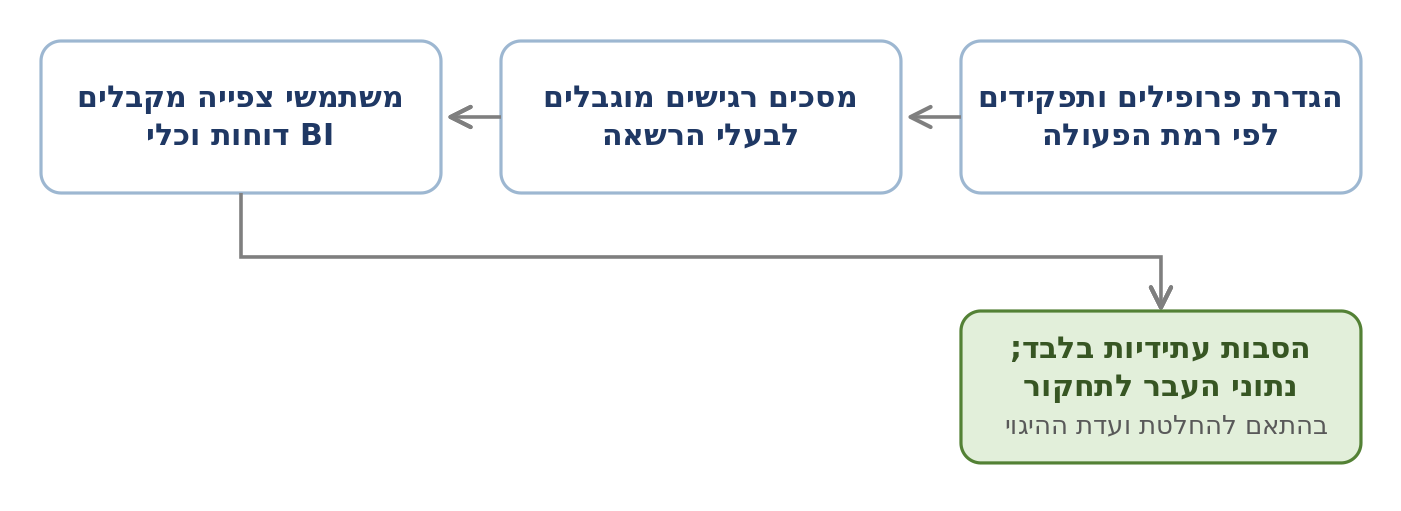 הגדרת פרופילים ותפקידים
לפי רמת הפעולה
מסכים רגישים מוגבלים
לבעלי הרשאה
משתמשי צפייה מקבלים
דוחות וכלי BI
הסבות עתידיות בלבד;
נתוני העבר לתחקור
בהתאם להחלטת ועדת ההיגוי